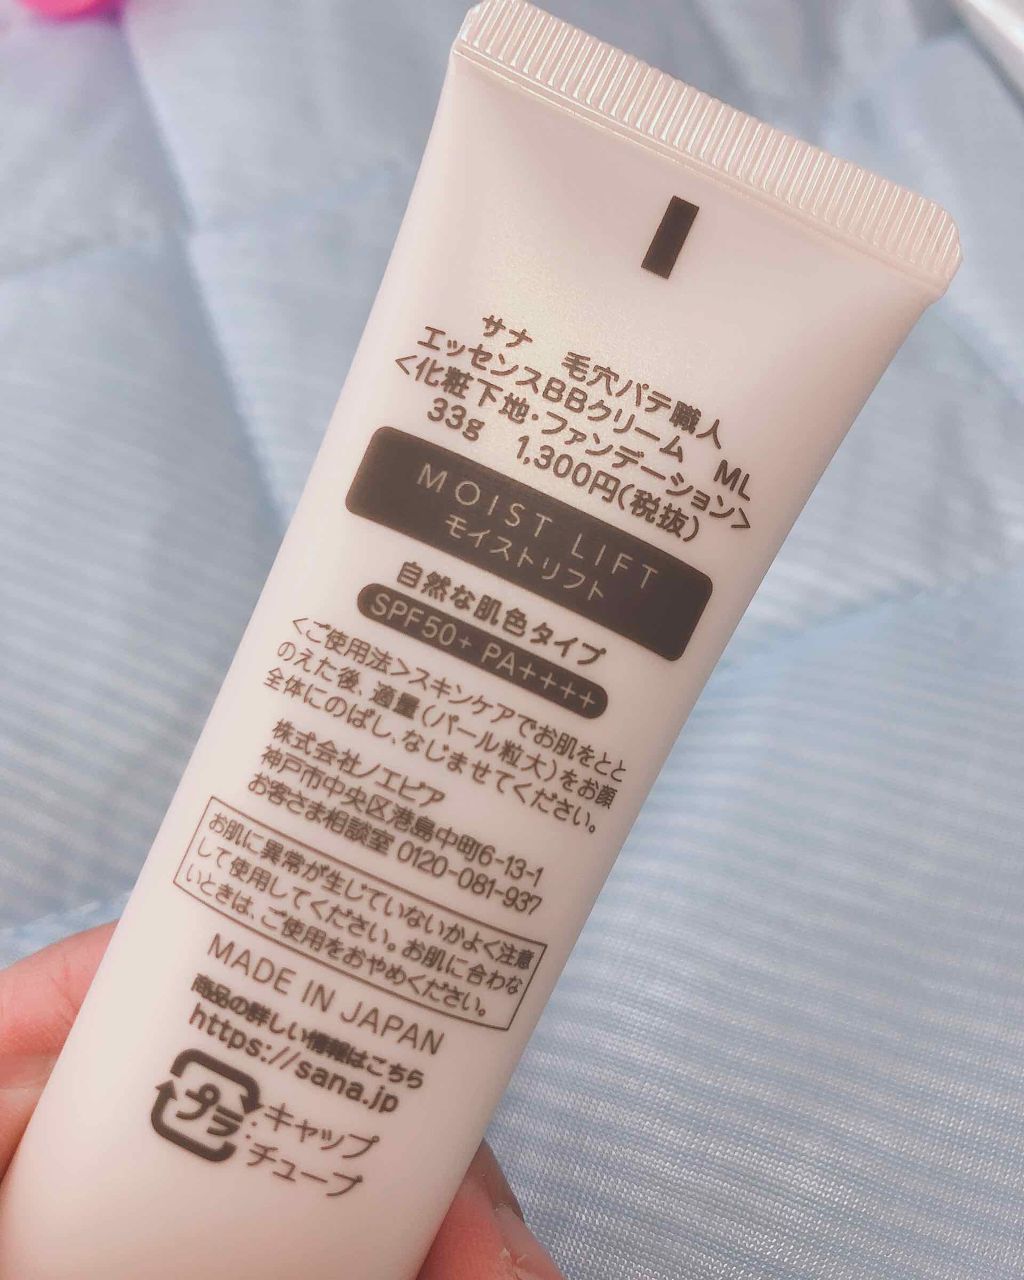 サナ 毛穴パテ職人
エッセンスBBクリーム ML
<化粧下地・ファンデーション>
33g 1,300円(税抜)
MOIST LIFT
モイストリフト
自然な肌色タイプ
SPF50+ PA++++
<ご使用法>スキンケアでお肌をとと
のえた後、適量(パール粒大)をお顔
全体にのばし、なじませてください。
株式会社ノエビア
神戸市中央区港島中町6-13-1
お客さま相談室 0120-081-937
お肌に異常が生じていないかよく注意
して使用してください。お肌に合わな
いときは、ご使用をおやめください。
MADE IN JAPAN
商品の詳しい情報はこちら
https://sana.jp
プラ:キャップ
チューブ